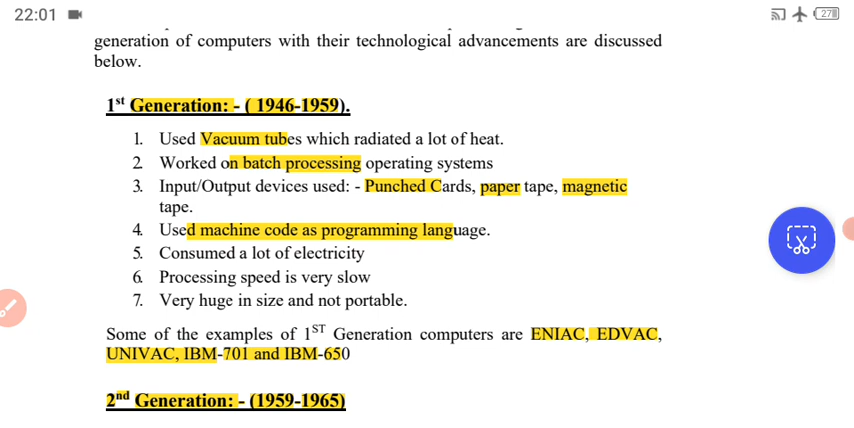 22:01
27
generation of computers with their technological advancements are discussed
below.
1st Generation: - ( 1946-1959).
1. Used Vacuum tubes which radiated a lot of heat.
2. Worked on batch processing operating systems
3. Input/Output devices used: - Punched Cards, paper tape, magnetic
tape.
4. Used machine code as programming language.
5. Consumed a lot of electricity
6. Processing speed is very slow
7. Very huge in size and not portable.
Some of the examples of 1ST Generation computers are ENIAC, EDVAC,
UNIVAC, IBM-701 and IBM-650
2nd Generation: - (1959-1965)